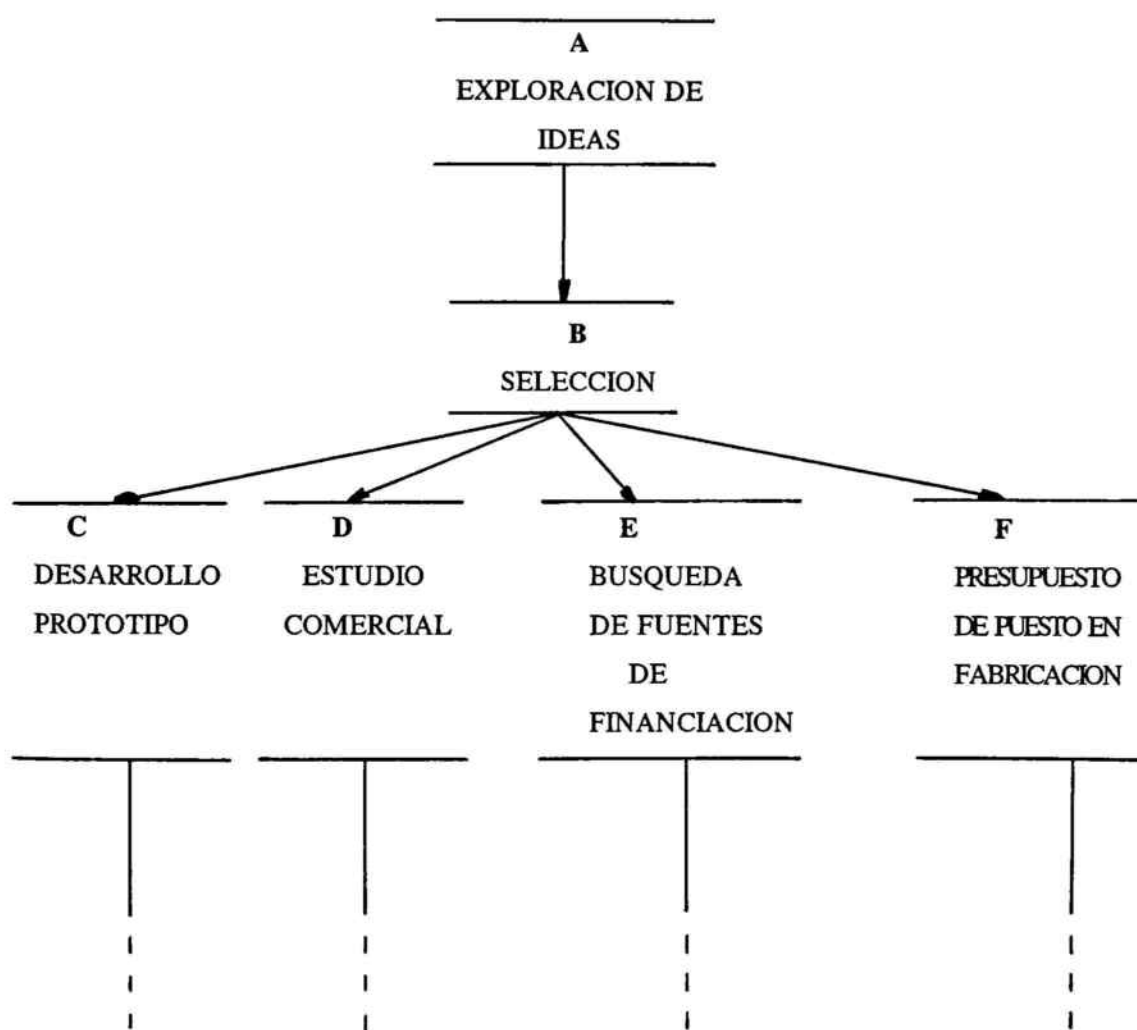 A
EXPLORACION DE
IDEAS
B
SELECCION
C
DESARROLLO
PROTOTIPO
D
ESTUDIO
COMERCIAL
E
BUSQUEDA
DE FUENTES
DE
FINANCIACION
F
PRESUPUESTO
DE PUESTO EN
FABRICACION